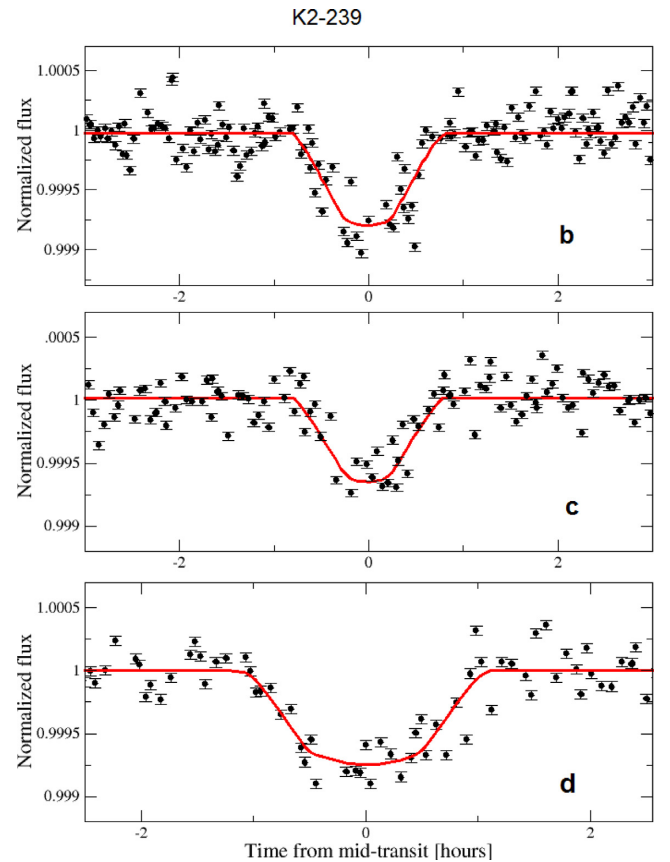 K2-239
1.0005
1
0.9995
0.999
Normalized flux
b
-2
0
2
.0005
1
0.9995
0.999
Normalized flux
c
-2
0
2
1.0005
1
0.9995
0.999
Normalized flux
d
-2
0
2
Time from mid-transit [hours]